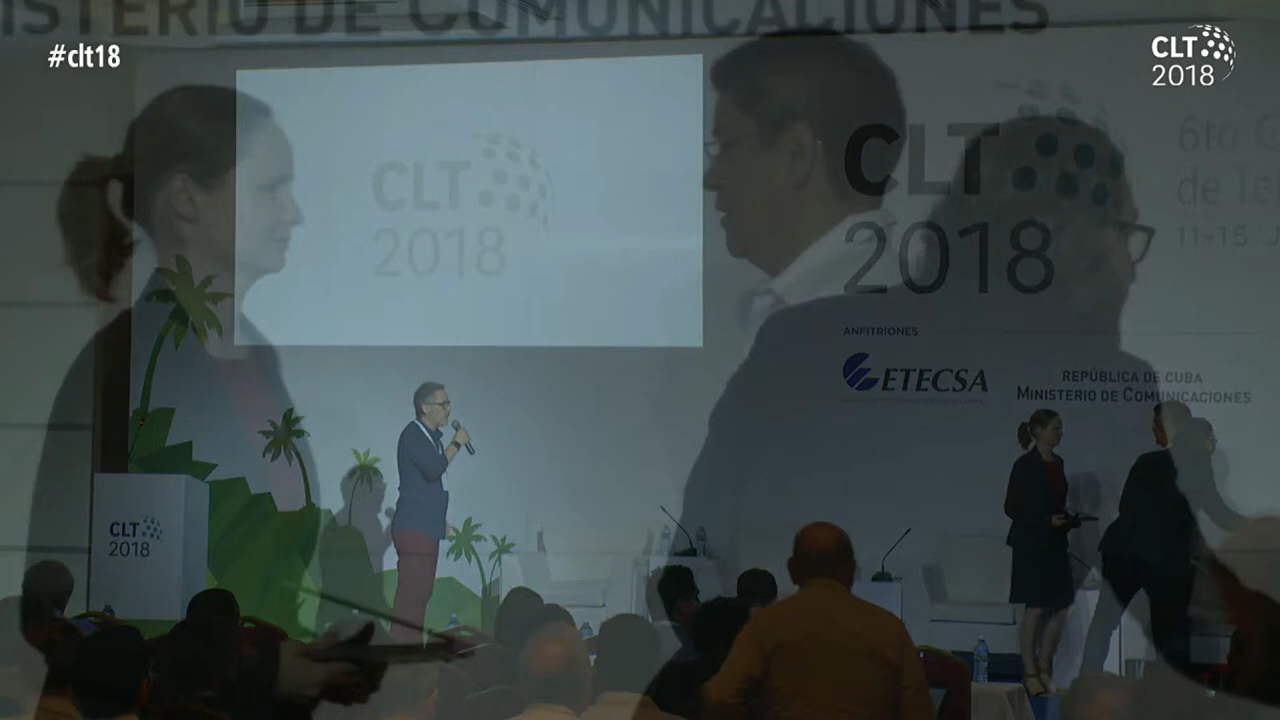 ISTERIO DE COMUNICACIONES
#clt18
CLT
2018
CLT
2018
CLT
2018
6to
de
11-15
ANFITRIONES
ETECSA
REPÚBLICA DE CUBA
MINISTERIO DE COMUNICACIONES
CLT
2018